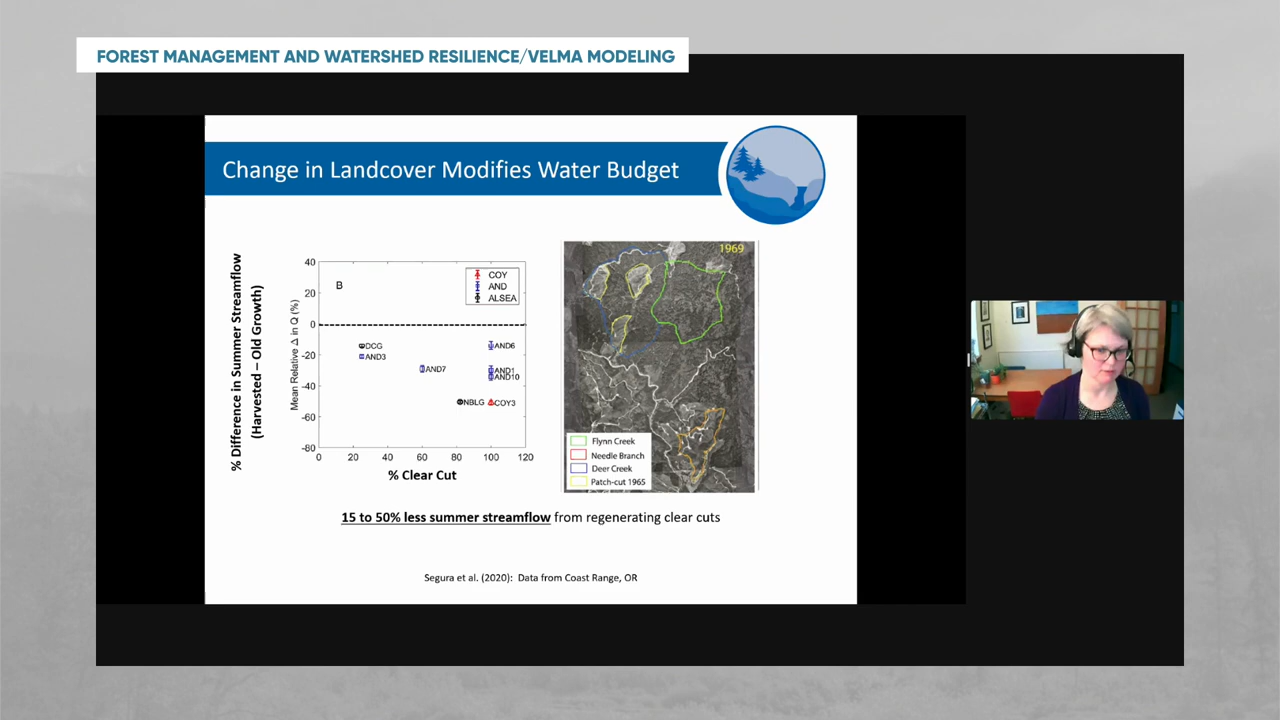 FOREST MANAGEMENT AND WATERSHED RESILIENCE/VELMA MODELING
Change in Landcover Modifies Water Budget
% Difference in Summer Streamflow
(Harvested – Old Growth)
Mean Relative Δ in Q (%)
40
20
0
-20
-40
-60
-80
B
COY
AND
ALSEA
DCG
AND3
AND7
AND6
AND1
AND10
NBLG
COY3
0
20
40
60
80
100
120
% Clear Cut
1969
Flynn Creek
Needle Branch
Deer Creek
Patch-cut 1965
15 to 50% less summer streamflow from regenerating clear cuts
Segura et al. (2020): Data from Coast Range, OR